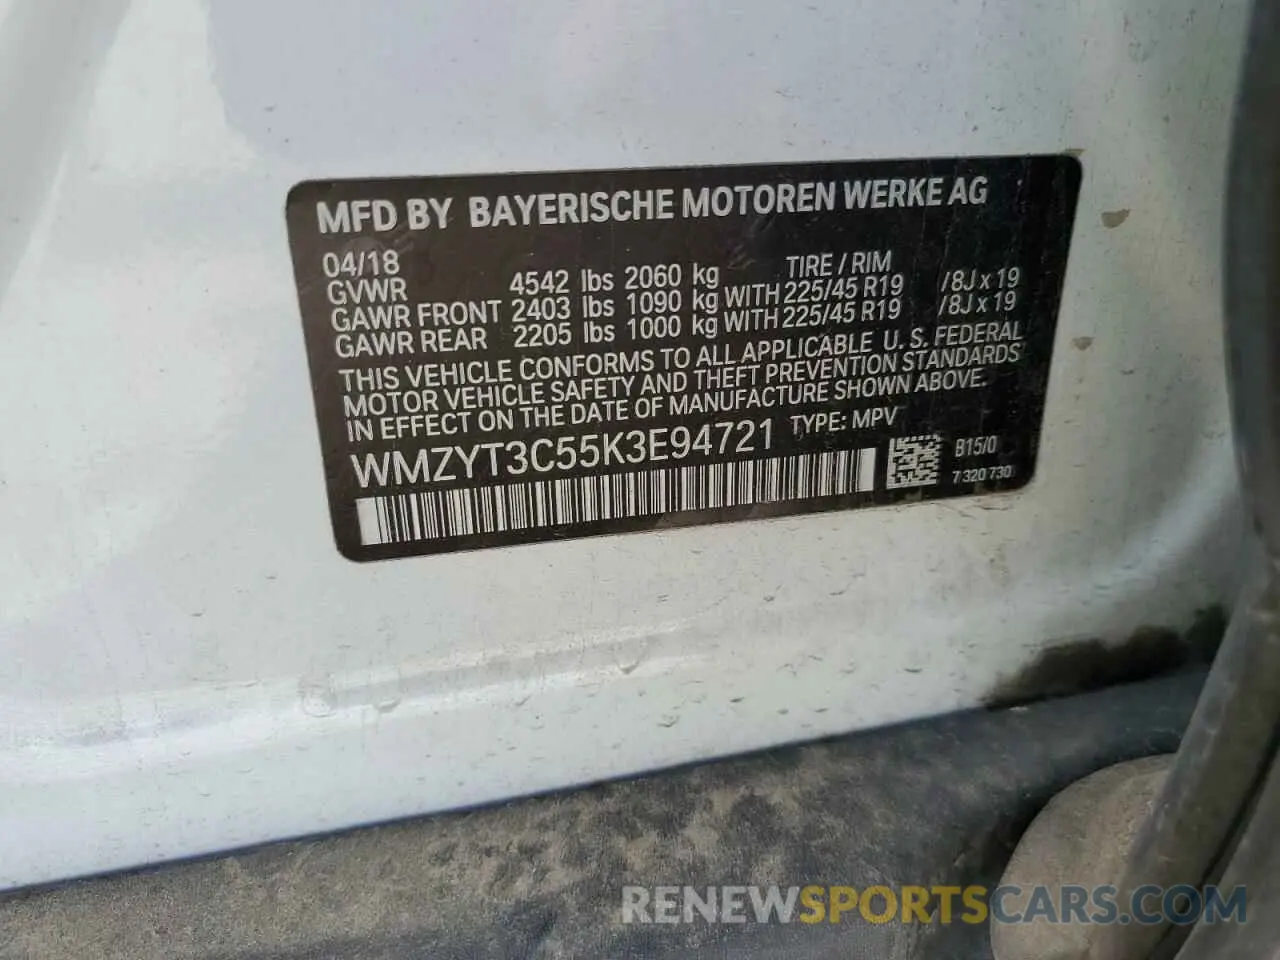 MFD BY BAYERISCHE MOTOREN WERKE AG
04/18 TIRE / RIM
GVWR 4542 lbs 2060 kg
GAWR FRONT 2403 lbs 1090 kg WITH 225/45 R19 /8J x 19
GAWR REAR 2205 lbs 1000 kg WITH 225/45 R19 /8J x 19
THIS VEHICLE CONFORMS TO ALL APPLICABLE U. S. FEDERAL
MOTOR VEHICLE SAFETY AND THEFT PREVENTION STANDARDS
IN EFFECT ON THE DATE OF MANUFACTURE SHOWN ABOVE.
WMZYT3C55K3E94721 TYPE: MPV
B15/0
7 320 730
RENEWSPORTSCARS.COM